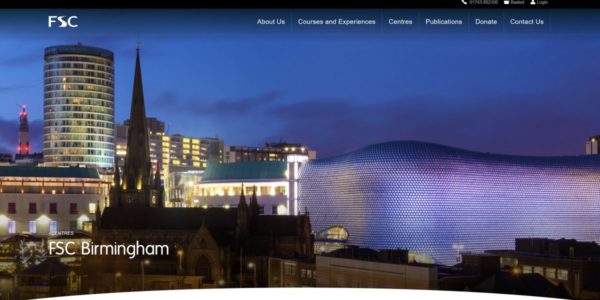 01743 852100 Basket Login
FSC
About Us Courses and Experiences Centres Publications Donate Contact Us
CENTRES
FSC Birmingham